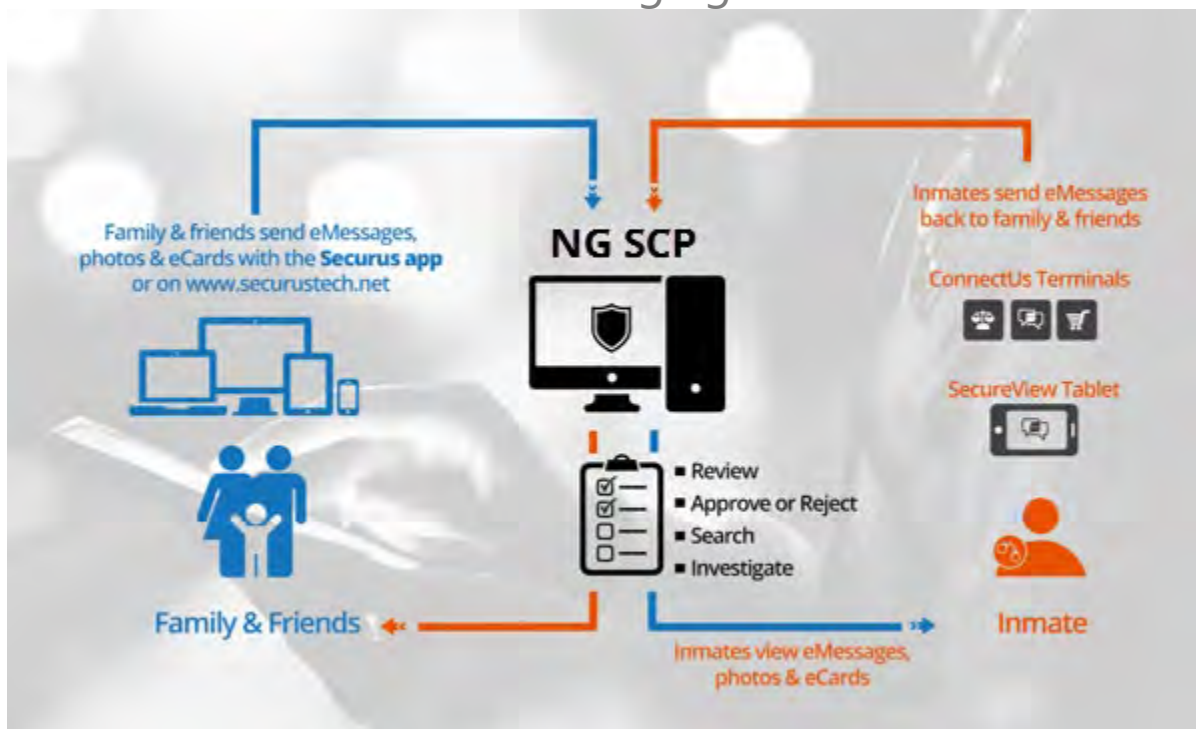 Family & friends send eMessages,
photos & eCards with the Securus app
or on www.securustech.net
NG SCP
Inmates send eMessages
back to family & friends
ConnectUs Terminals
SecureView Tablet
Review
Approve or Reject
Search
Investigate
Family & Friends
Inmates view eMessages,
photos & eCards
Inmate